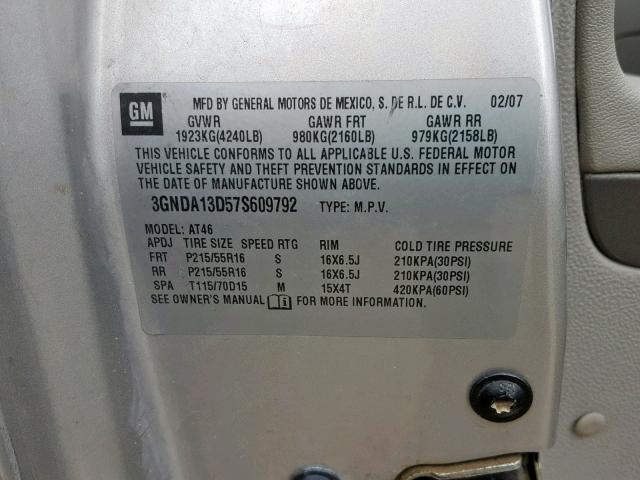 GM
MFD BY GENERAL MOTORS DE MEXICO, S. DE R.L. DE C.V. 02/07
GVWR GAWR FRT GAWR RR
1923KG(4240LB) 980KG(2160LB) 979KG(2158LB)
THIS VEHICLE CONFORMS TO ALL APPLICABLE U.S. FEDERAL MOTOR
VEHICLE SAFETY AND THEFT PREVENTION STANDARDS IN EFFECT ON
THE DATE OF MANUFACTURE SHOWN ABOVE.
3GNDA13D57S609792 TYPE: M.P.V.
MODEL: AT46
APDJ TIRE SIZE SPEED RTG RIM COLD TIRE PRESSURE
FRT P215/55R16 S 16X6.5J 210KPA(30PSI)
RR P215/55R16 S 16X6.5J 210KPA(30PSI)
SPA T115/70D15 M 15X4T 420KPA(60PSI)
SEE OWNER'S MANUAL FOR MORE INFORMATION.